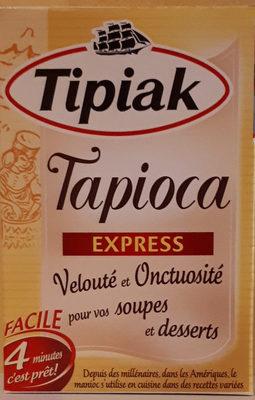 Tipiak
Tapioca
EXPRESS
Velouté et Onctuosité
pour vos soupes
et desserts
FACILE
4 minutes
c'est prêt!
Depuis des millénaires, dans les Amériques, le
manioc s'utilise en cuisine dans des recettes variées